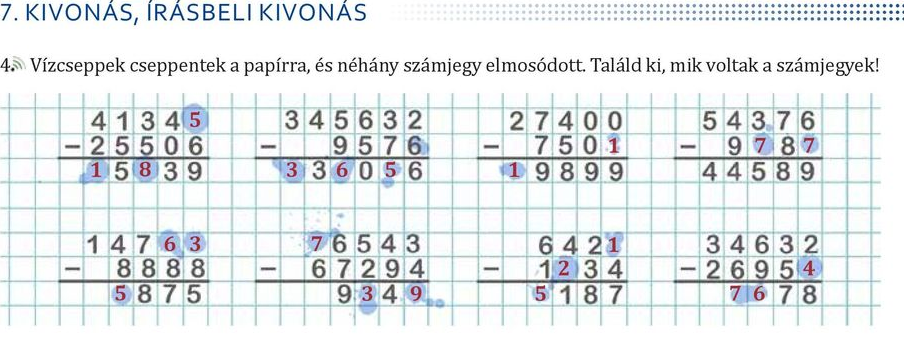 7. KIVONÁS, ÍRÁSBELI KIVONÁS
4. Vízcseppek cseppentek a papírra, és néhány számjegy elmosódott. Találd ki, mik voltak a számjegyek!
41345 345632 27400 54376
− 25506 − 9576 − 7501 − 9787
15839 336056 19899 44589
14763 76543 6421 34632
− 8888 − 67294 − 1234 − 26954
5875 9349 5187 7678